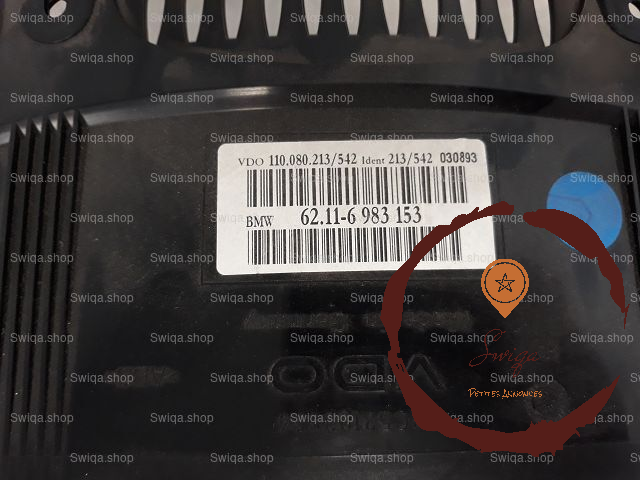 VDO 110.080.213/542 Ident 213/542 030893
BMW 62.11-6 983 153
VDO
Swiqa
PETITES ANNONCES
Swiqa.shop